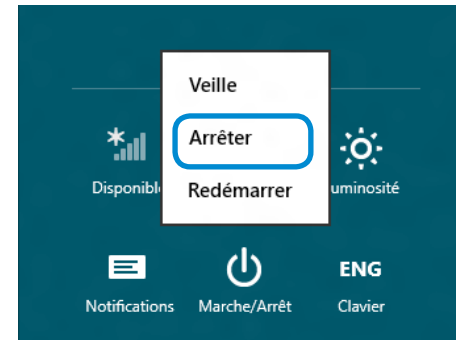 Veille
Arrêter
Redémarrer
Disponibl
uminosité
ENG
Notifications
Marche/Arrêt
Clavier